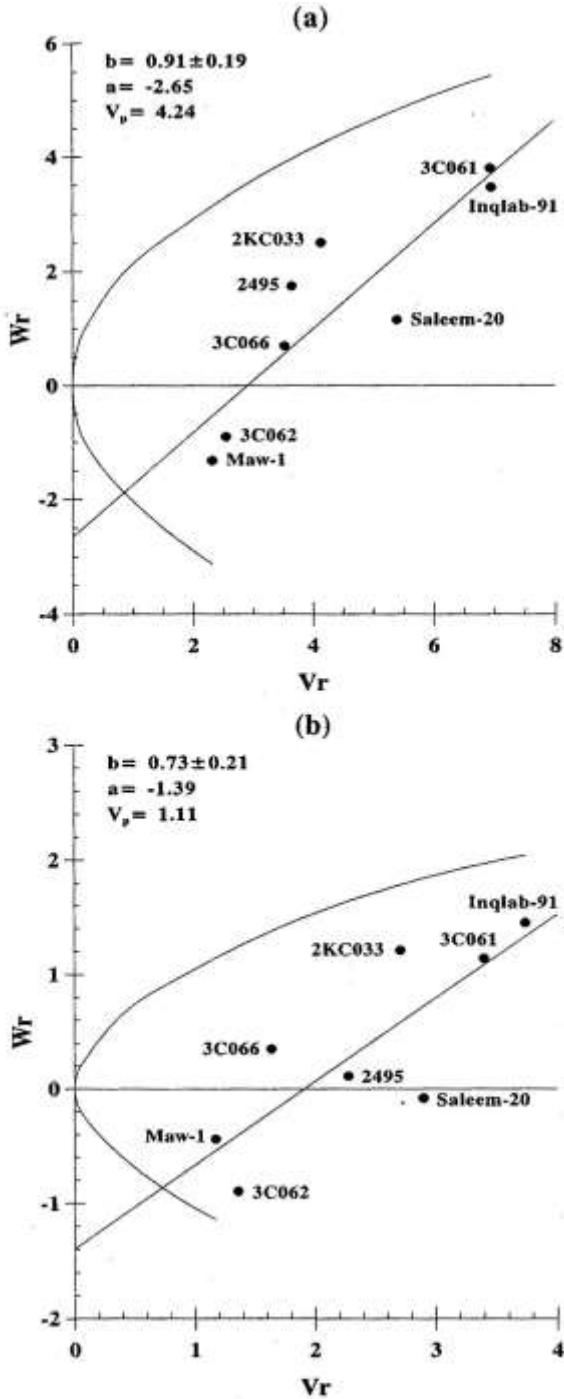 (a)
b= 0.91±0.19
a= -2.65
Vp= 4.24
6
4
2
0
-2
-4
Wr
3C061
Inqlab-91
2KC033
2495
Saleem-20
3C066
3C062
Maw-1
0 2 4 6 8
Vr
(b)
b= 0.73±0.21
a= -1.39
Vp= 1.11
3
2
1
0
-1
-2
Wr
Inqlab-91
3C061
2KC033
3C066
2495
Saleem-20
Maw-1
3C062
0 1 2 3 4
Vr